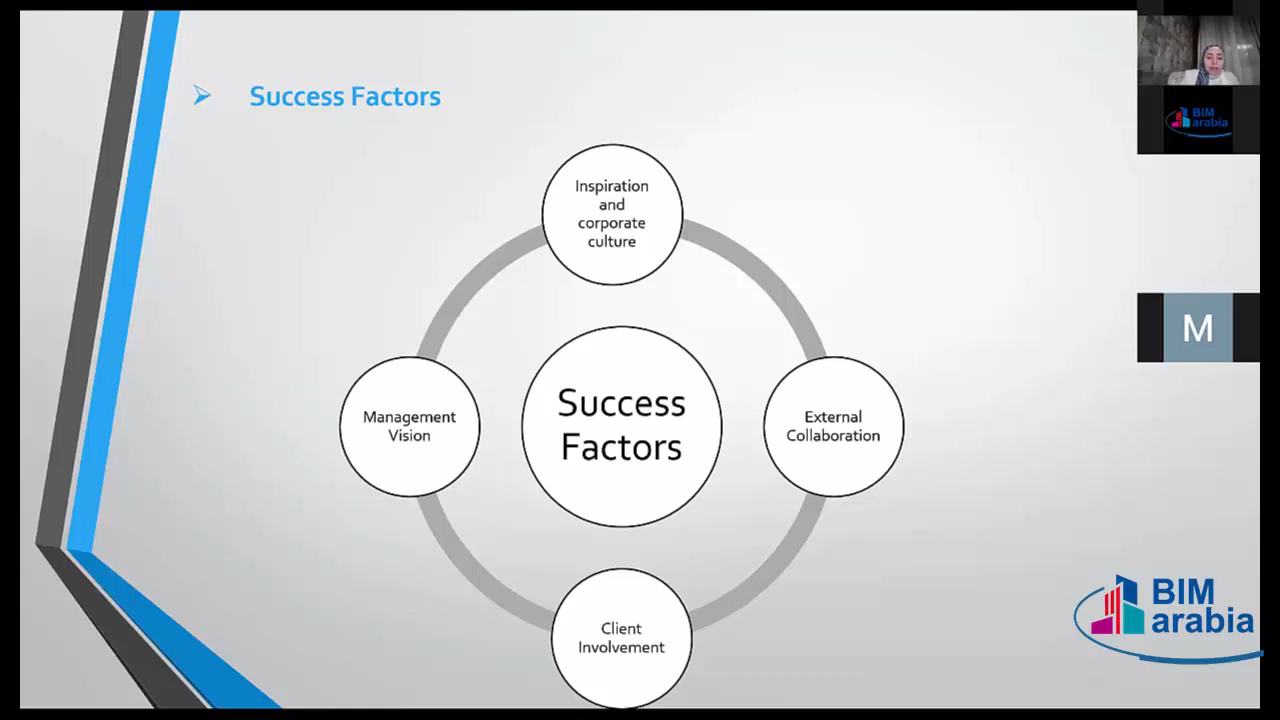 Success Factors
Inspiration
and
corporate
culture
Success
Factors
Management
Vision
External
Collaboration
Client
Involvement
BIM
arabia
M
BIM
arabia